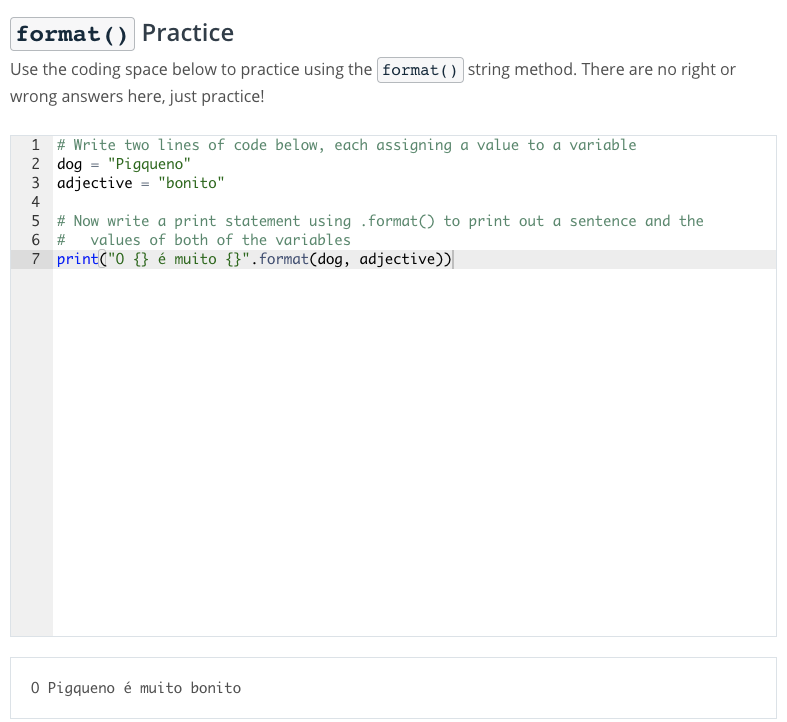 format() Practice
Use the coding space below to practice using the format() string method. There are no right or
wrong answers here, just practice!
1 # Write two lines of code below, each assigning a value to a variable
2 dog = "Pigqueno"
3 adjective = "bonito"
4
5 # Now write a print statement using .format() to print out a sentence and the
6 #   values of both of the variables
7 print("O {} é muito {}".format(dog, adjective))
O Pigqueno é muito bonito